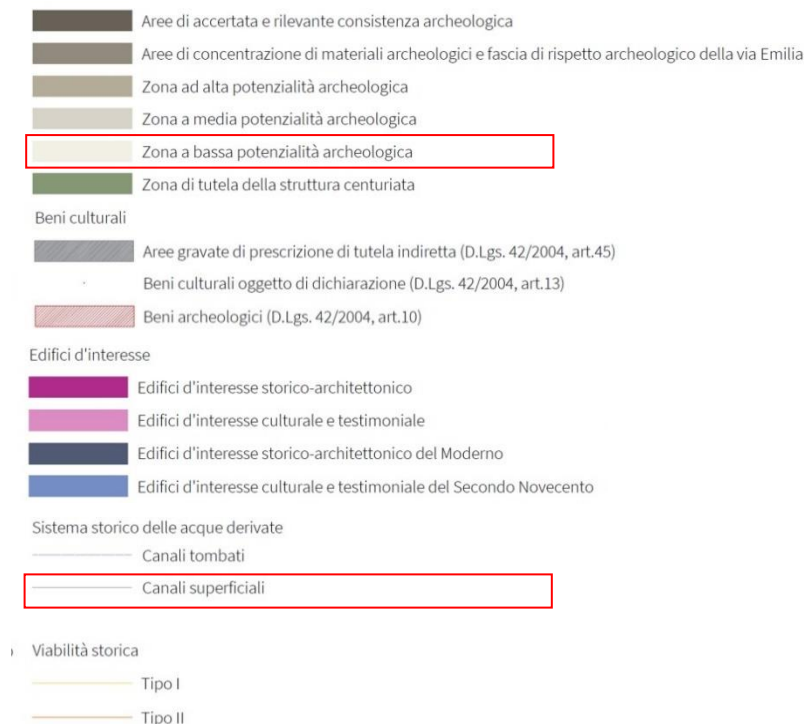 Aree di accertata e rilevante consistenza archeologica
Aree di concentrazione di materiali archeologici e fascia di rispetto archeologico della via Emilia
Zona ad alta potenzialità archeologica
Zona a media potenzialità archeologica
Zona a bassa potenzialità archeologica
Zona di tutela della struttura centuriata
Beni culturali
Aree gravate di prescrizione di tutela indiretta (D.Lgs. 42/2004, art.45)
Beni culturali oggetto di dichiarazione (D.Lgs. 42/2004, art.13)
Beni archeologici (D.Lgs. 42/2004, art.10)
Edifici d'interesse
Edifici d'interesse storico-architettonico
Edifici d'interesse culturale e testimoniale
Edifici d'interesse storico-architettonico del Moderno
Edifici d'interesse culturale e testimoniale del Secondo Novecento
Sistema storico delle acque derivate
Canali tombati
Canali superficiali
Viabilità storica
Tipo I
Tipo II